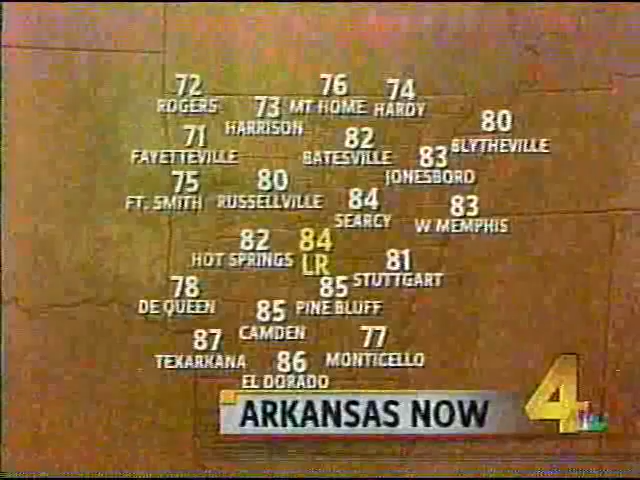 72
ROGERS
73
HARRISON
76
MT HOME
74
HARDY
80
BLYTHEVILLE
71
FAYETTEVILLE
82
BATESVILLE
83
JONESBORO
75
FT. SMITH
80
RUSSELLVILLE
84
SEARCY
83
W MEMPHIS
82
HOT SPRINGS
84
LR
81
STUTTGART
78
DE QUEEN
85
CAMDEN
85
PINE BLUFF
87
TEXARKANA
86
EL DORADO
77
MONTICELLO
ARKANSAS NOW
4